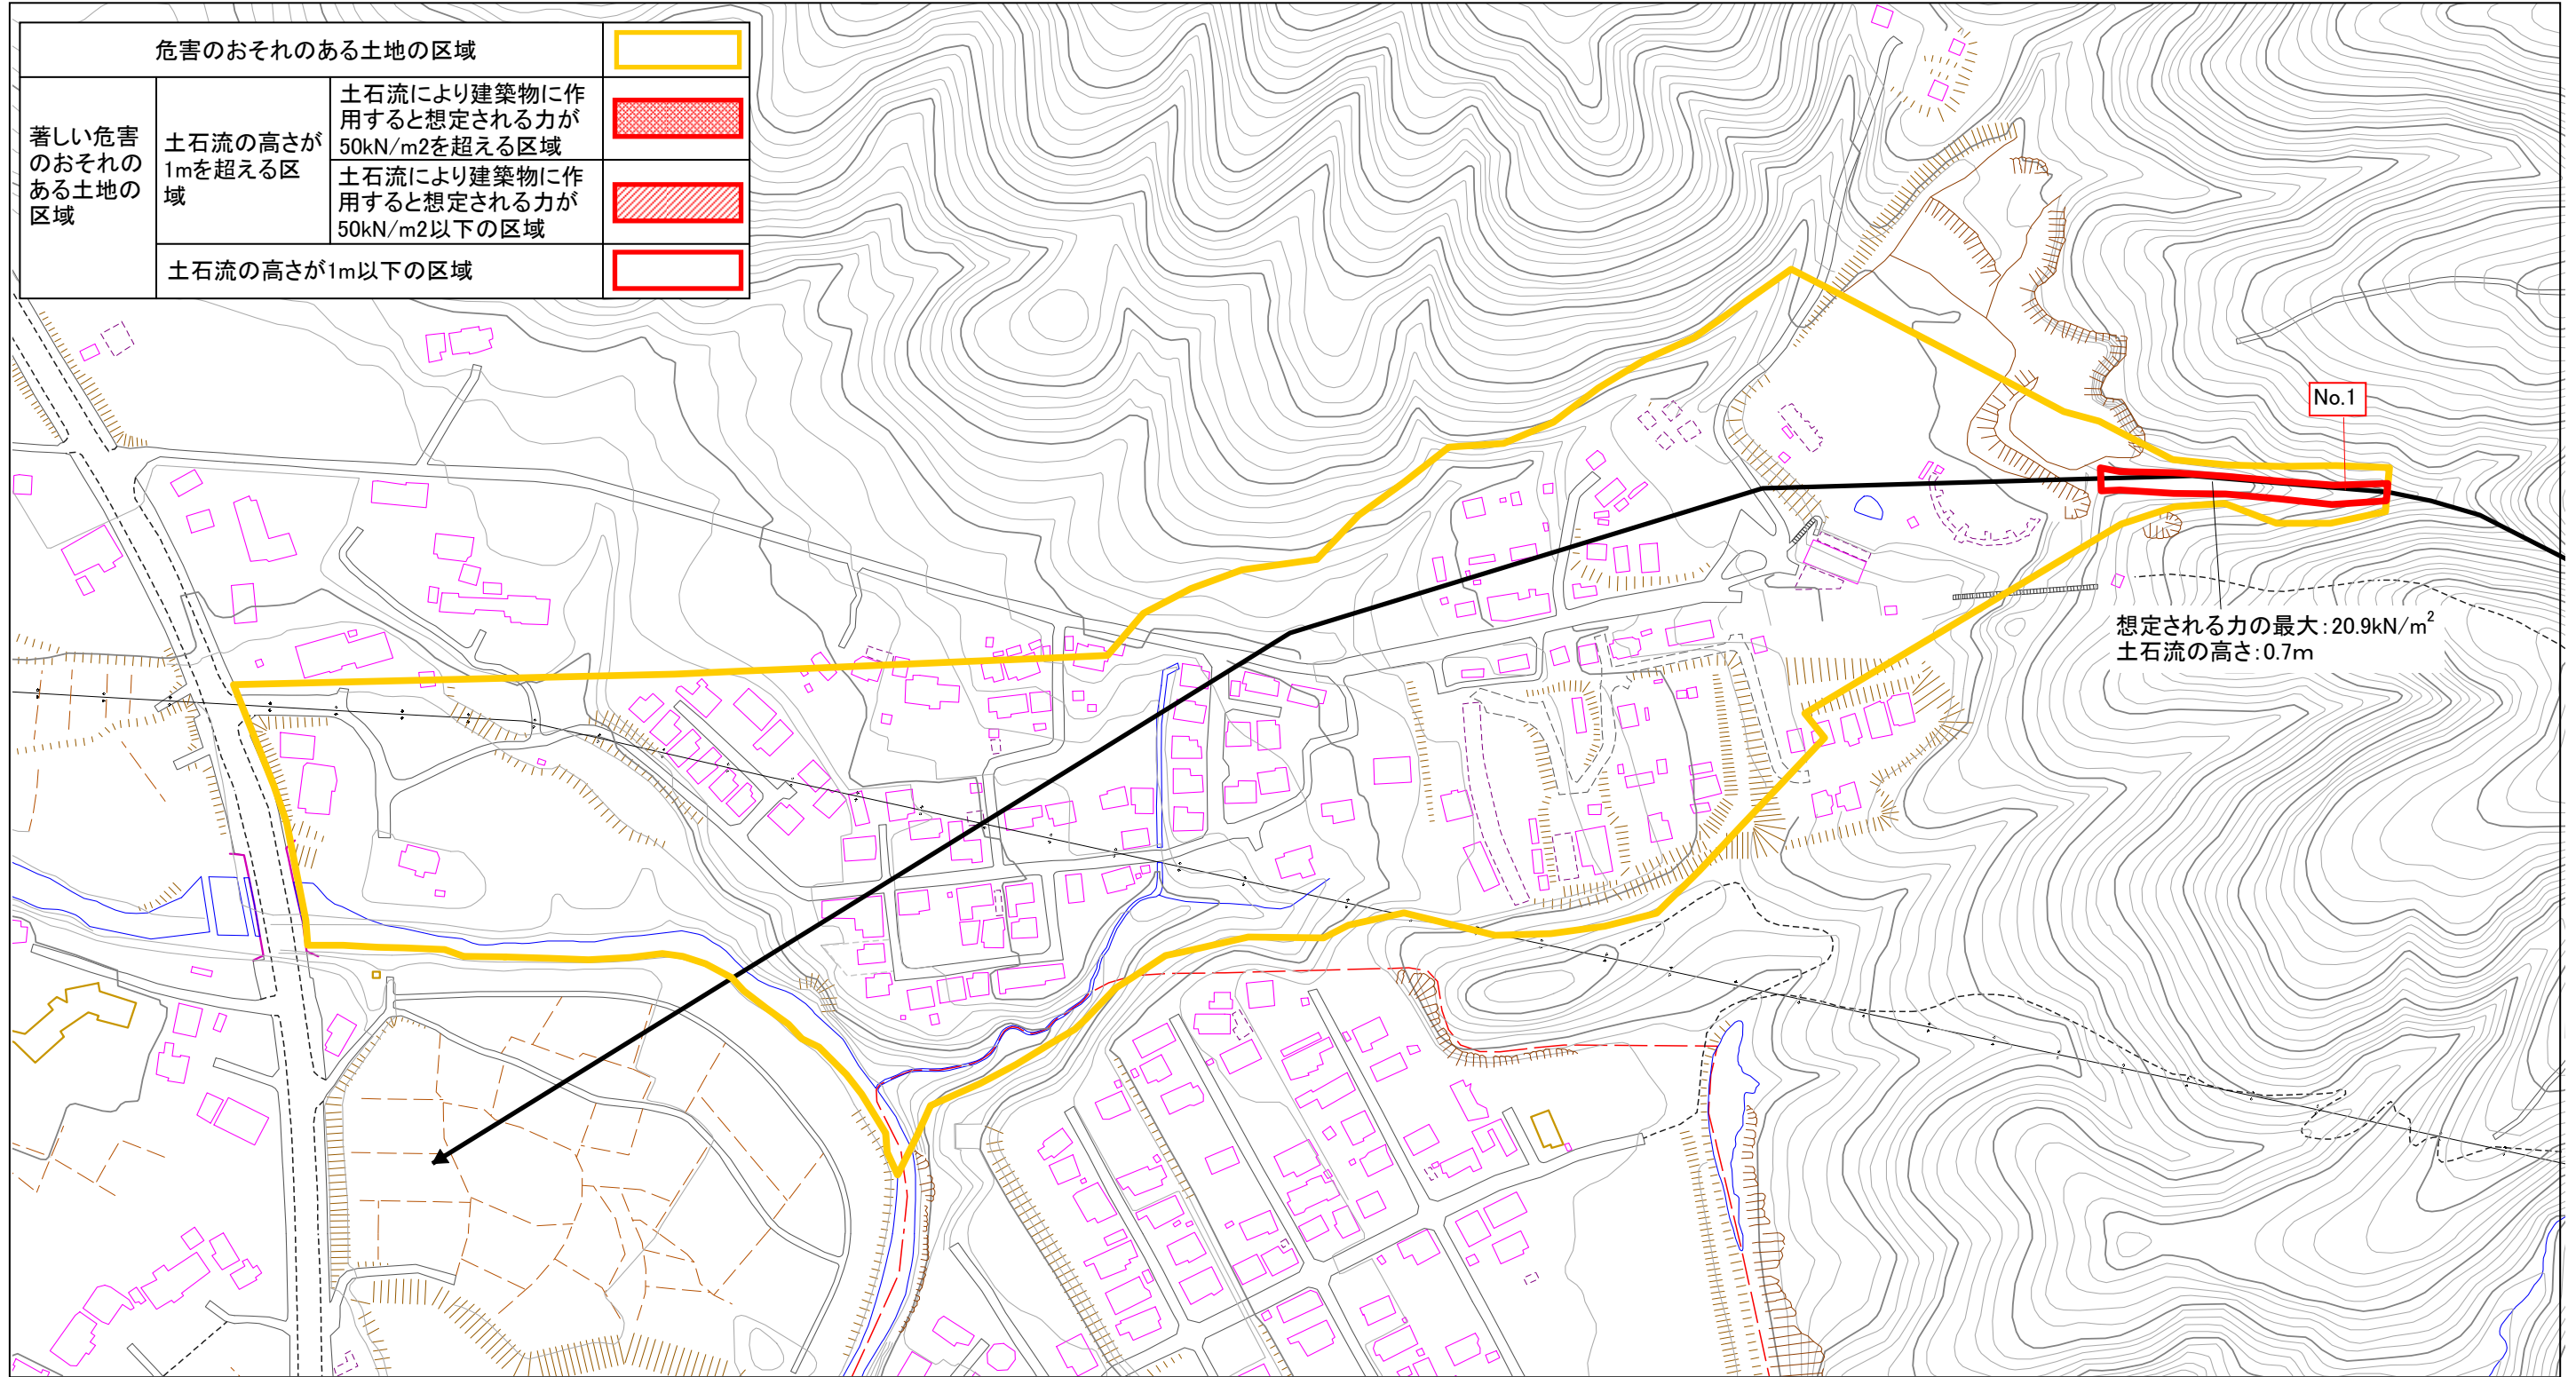 危害のおそれのある土地の区域
著しい危害
のおそれの
ある土地の
区域
土石流の高さが
1mを超える区
域
土石流により建築物に作
用すると想定される力が
50kN/m2を超える区域
土石流により建築物に作
用すると想定される力が
50kN/m2以下の区域
土石流の高さが1m以下の区域
No.1
想定される力の最大:20.9kN/m²
土石流の高さ:0.7m